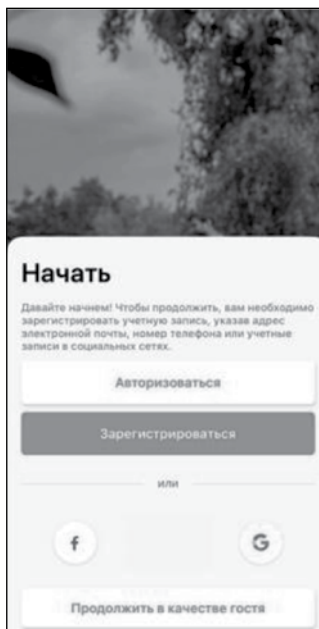 Начать
Давайте начнем! Чтобы продолжить, вам необходимо
зарегистрировать учетную запись, указав адрес
электронной почты, номер телефона или учетные
записи в социальных сетях.
Авторизоваться
Зарегистрироваться
или
f
G
Продолжить в качестве гостя